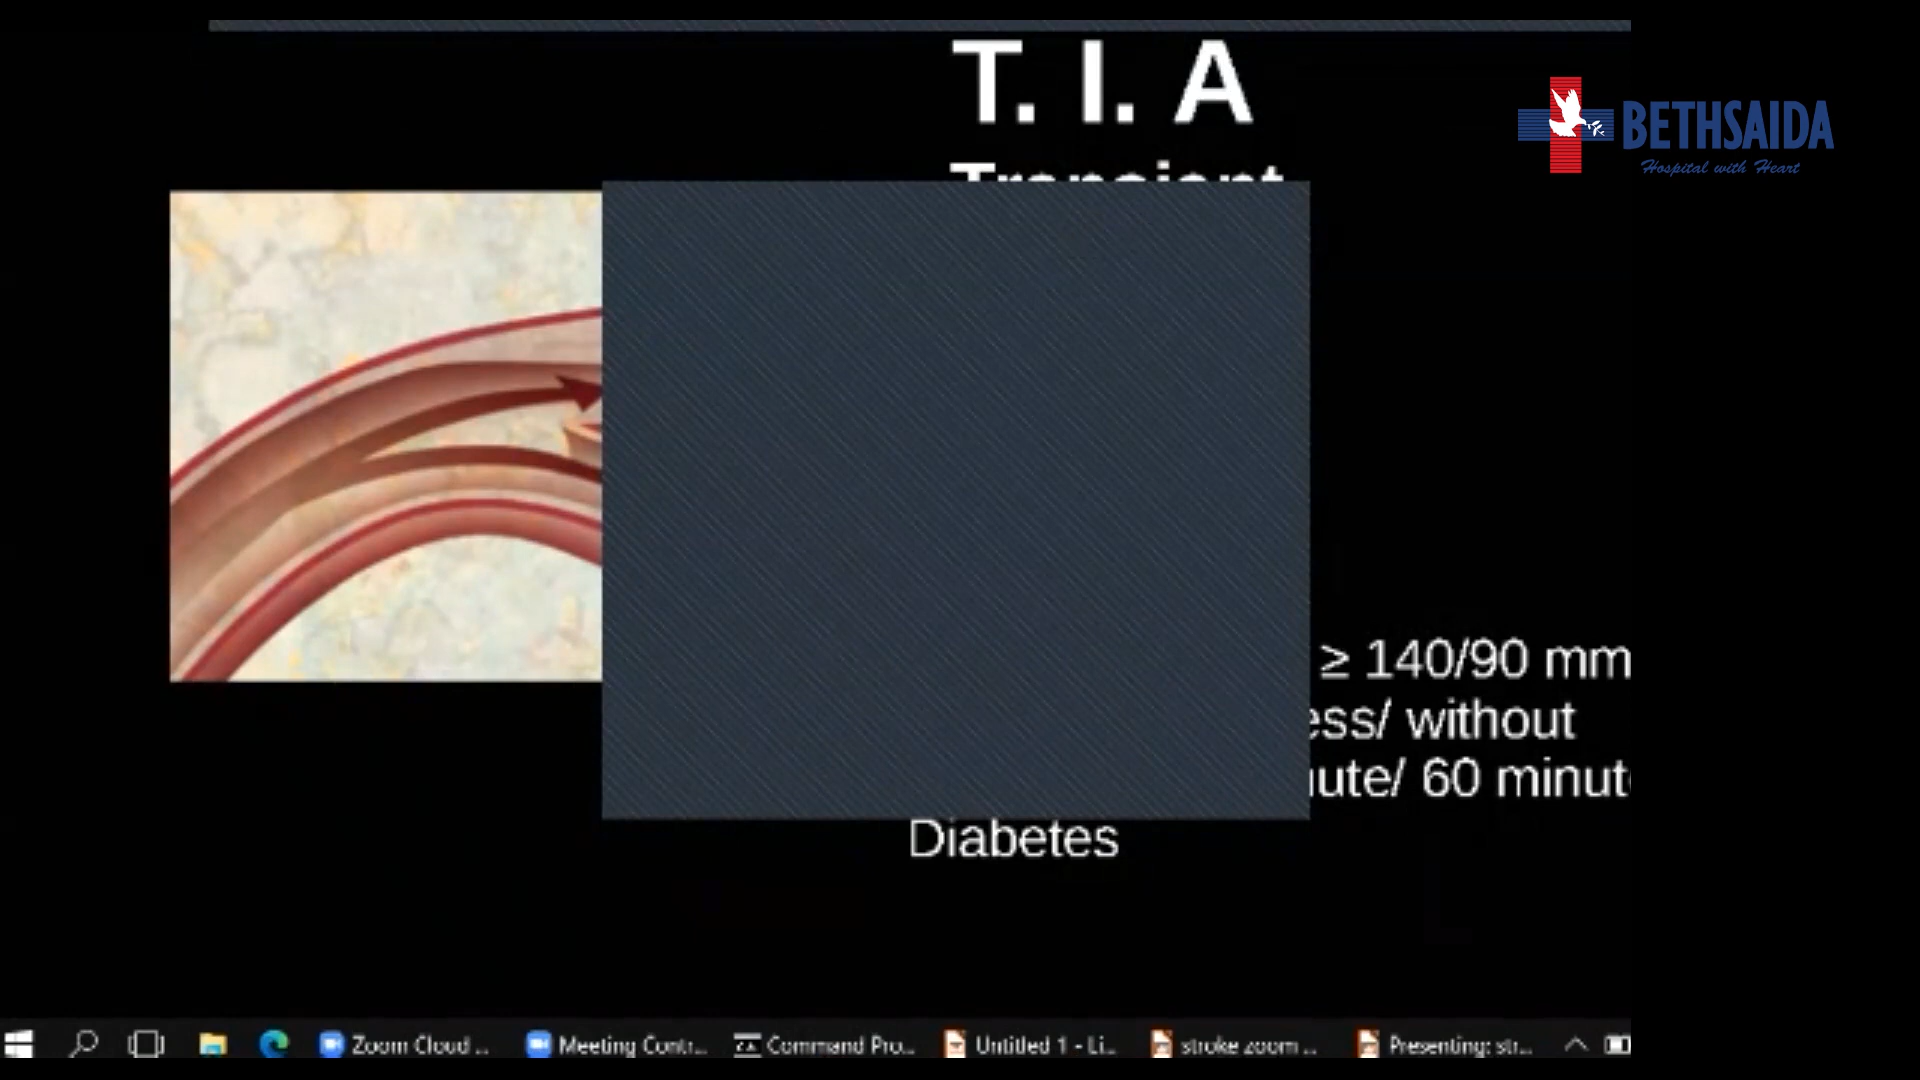 T. I. A
Transient
BETHSAIDA
Hospital with Heart
≥ 140/90 mm
ess/ without
ute/ 60 minut
Diabetes
Zoom Cloud ...
Meeting Contr...
Command Pro...
Untitled 1 - Li...
stroke zoom ...
Presenting: str...